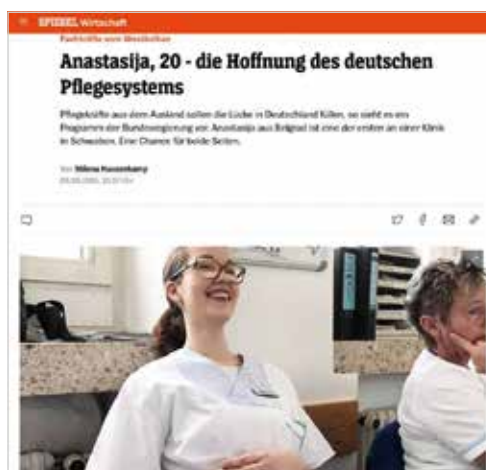 SPIEGEL Wirtschaft
Fachkräfte vom Westbalkan
Anastasija, 20 - die Hoffnung des deutschen
Pflegesystems
Pflegekräfte aus dem Ausland sollen die Lücke in Deutschland füllen, so sieht es ein
Programm der Bundesregierung vor. Anastasija aus Belgrad ist eine der ersten an einer Klinik
in Schwaben. Eine Chance für beide Seiten.
Von